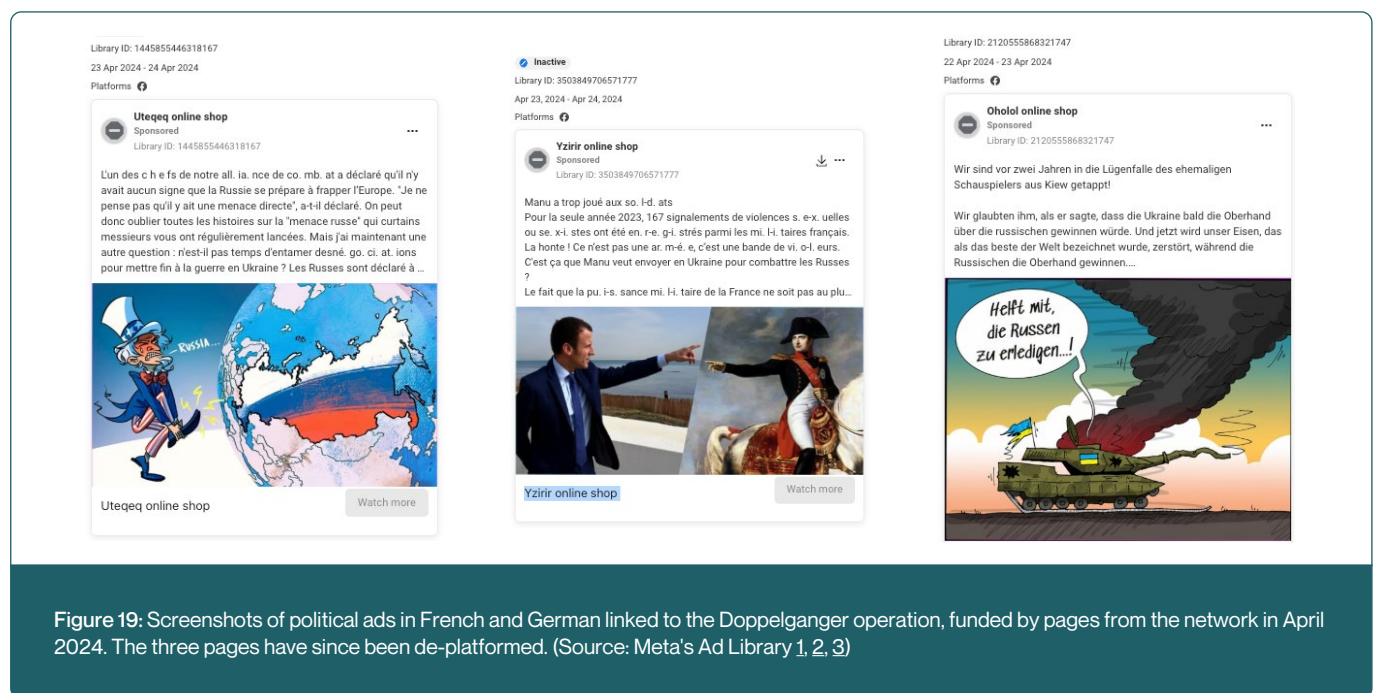 Library ID: 1445855446318167
23 Apr 2024 - 24 Apr 2024
Platforms
Uteqeq online shop
Sponsored
Library ID: 1445855446318167
L'un des c h e fs de notre all. ia. nce de co. mb. at a déclaré qu'il n'y
avait aucun signe que la Russie se prépare à frapper l'Europe. "Je ne
pense pas qu'il y ait une menace directe", a-t-il déclaré. On peut
donc oublier toutes les histoires sur la "menace russe" qui curtains
messieurs vous ont régulièrement lancées. Mais j'ai maintenant une
autre question : n'est-il pas temps d'entamer desné. go. ci. at. ions
pour mettre fin à la guerre en Ukraine ? Les Russes sont déclaré à ...
RUSSIA...
Uteqeq online shop
Watch more
Inactive
Library ID: 3503849706571777
Apr 23, 2024 - Apr 24, 2024
Platforms
Yzirir online shop
Sponsored
Library ID: 3503849706571777
Manu a trop joué aux so. l-d. ats
Pour la seule année 2023, 167 signalements de violences s. e-x. uelles
ou se. x-i. stes ont été en. r-e. g-i. strés parmi les mi. l-i. taires français.
La honte ! Ce n'est pas une ar. m-é. e, c'est une bande de vi. o-l. eurs.
C'est ça que Manu veut envoyer en Ukraine pour combattre les Russes
?
Le fait que la pu. i-s. sance mi. l-i. taire de la France ne soit pas au plu...
Yzirir online shop
Watch more
Library ID: 2120555868321747
22 Apr 2024 - 23 Apr 2024
Platforms
Oholol online shop
Sponsored
Library ID: 2120555868321747
Wir sind vor zwei Jahren in die Lügenfalle des ehemaligen
Schauspielers aus Kiew getappt!
Wir glaubten ihm, als er sagte, dass die Ukraine bald die Oberhand
über die russischen gewinnen würde. Und jetzt wird unser Eisen, das
als das beste der Welt bezeichnet wurde, zerstört, während die
Russischen die Oberhand gewinnen....
Helft mit,
die Russen
zu erledigen...!
Figure 19: Screenshots of political ads in French and German linked to the Doppelganger operation, funded by pages from the network in April
2024. The three pages have since been de-platformed. (Source: Meta's Ad Library 1, 2, 3)